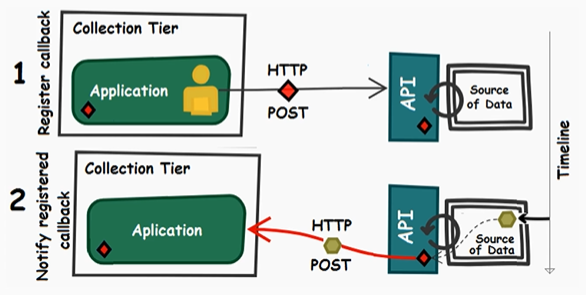 1
Register callback
Collection Tier
Application
HTTP
POST
API
Source
of Data
Timeline
2
Notify registered
callback
Collection Tier
Aplication
HTTP
POST
API
Source
of Data